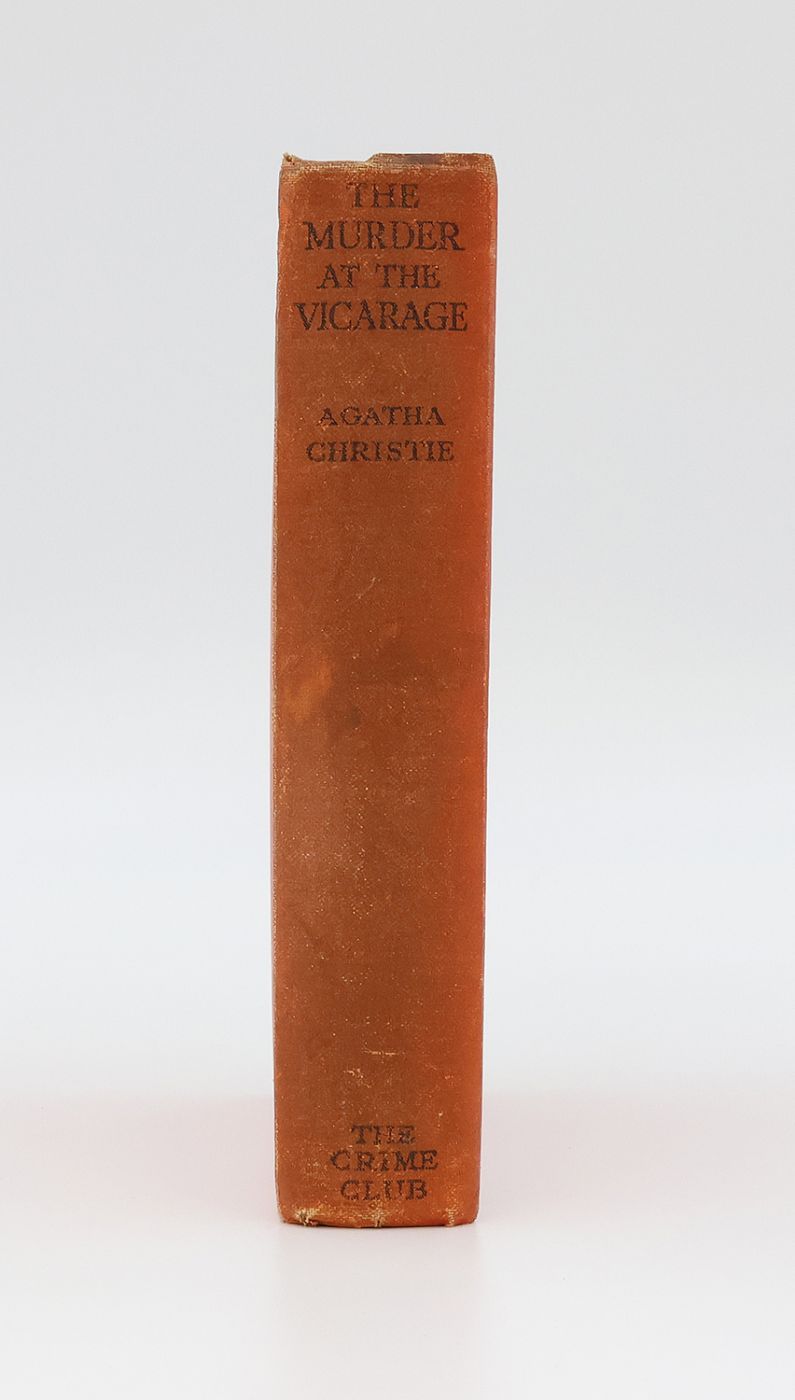 THE
MURDER
AT THE
VICARAGE
AGATHA
CHRISTIE
THE
CRIME
CLUB